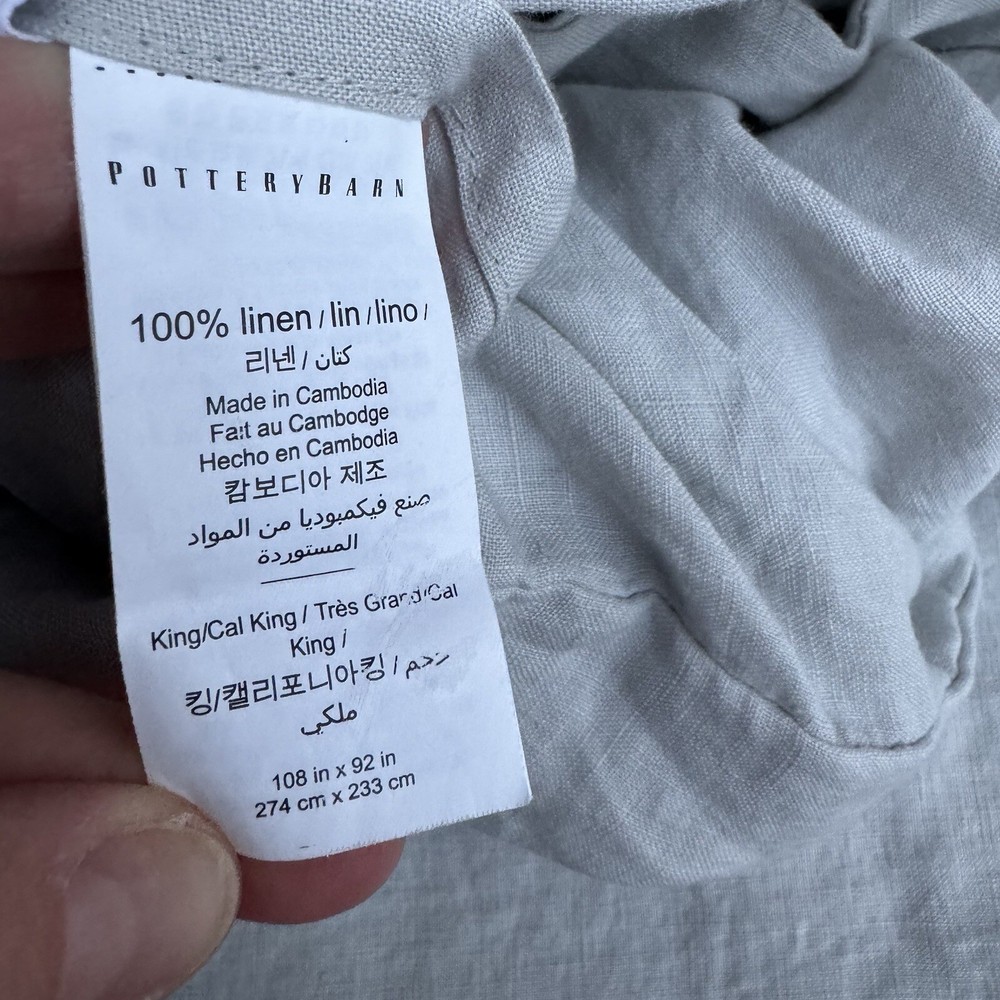 POTTERYBARN
100% linen / lin / lino /
리넨 / كتان
Made in Cambodia
Fait au Cambodge
Hecho en Cambodia
캄보디아 제조
صنع فيكمبوديا من المواد
المستوردة
King/Cal King / Très Grand/Cal
King /
킹/캘리포니아킹 /
ملكي
108 in x 92 in
274 cm x 233 cm